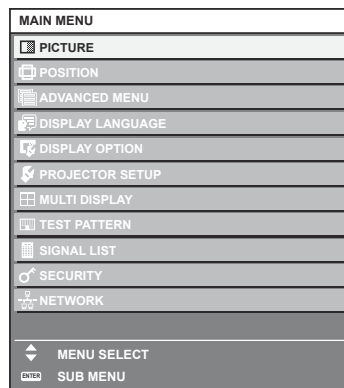 MAIN MENU
PICTURE
POSITION
ADVANCED MENU
DISPLAY LANGUAGE
DISPLAY OPTION
PROJECTOR SETUP
MULTI DISPLAY
TEST PATTERN
SIGNAL LIST
SECURITY
NETWORK
MENU SELECT
ENTER SUB MENU